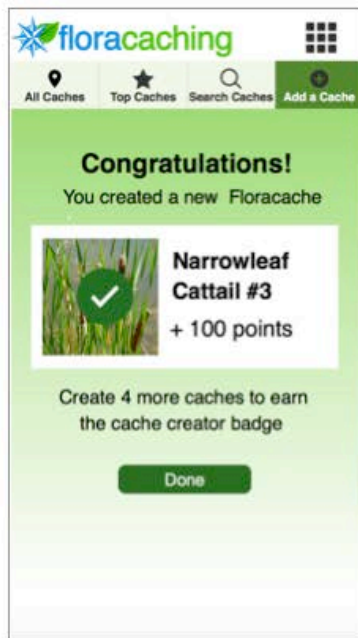 floracaching
All Caches Top Caches Search Caches Add a Cache
Congratulations!
You created a new Floracache
Narrowleaf
Cattail #3
+ 100 points
Create 4 more caches to earn
the cache creator badge
Done